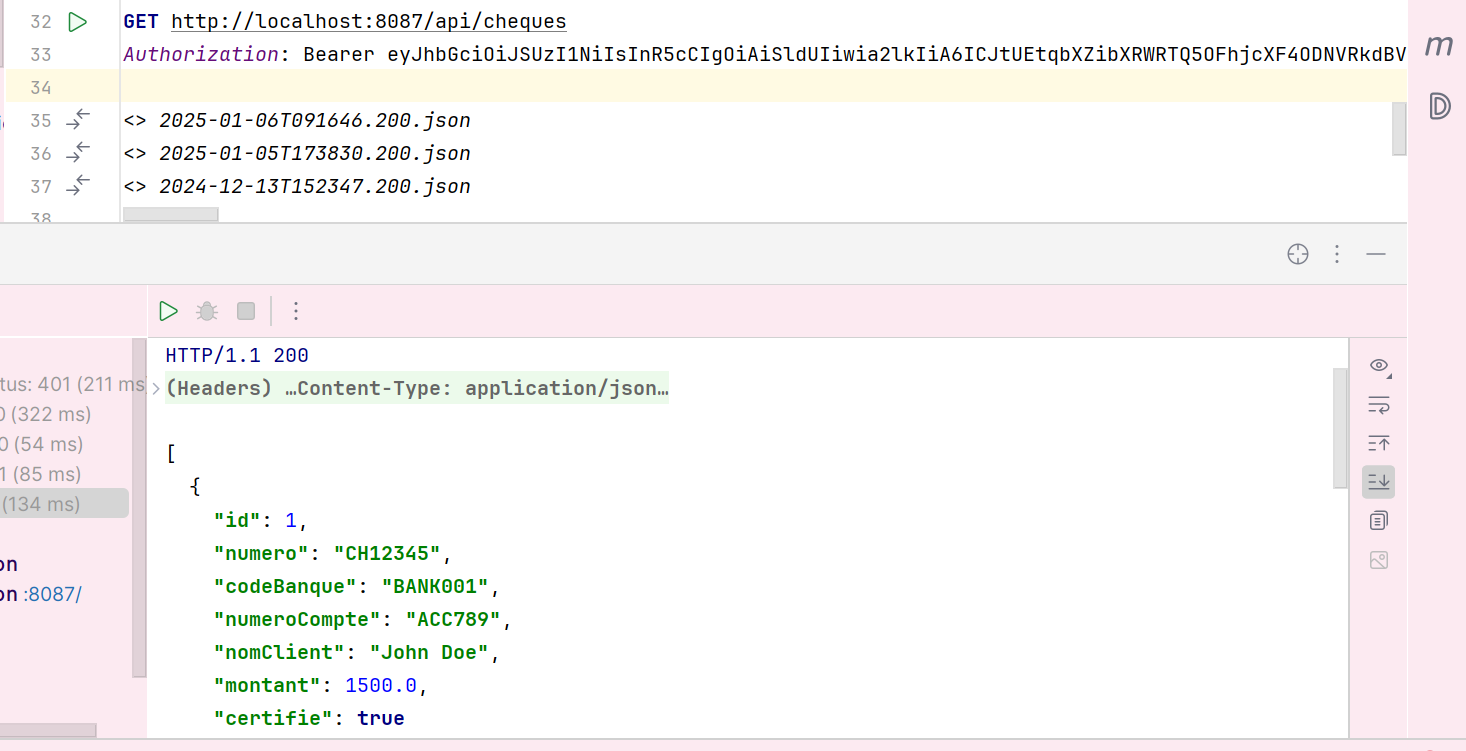 32 GET http://localhost:8087/api/cheques
33 Authorization: Bearer eyJhbGciOiJSUzI1NiIsInR5cCIgOiAiSldUIiwia2lkIiA6ICJtUEtqbXZibXRWRTQ5OFhjcXF4ODNVRkdBV
34
35 <> 2025-01-06T091646.200.json
36 <> 2025-01-05T173830.200.json
37 <> 2024-12-13T152347.200.json
38
m
D
tus: 401 (211 ms
0 (322 ms)
0 (54 ms)
1 (85 ms)
(134 ms)
on
on :8087/
HTTP/1.1 200
(Headers) …Content-Type: application/json…
[
{
"id": 1,
"numero": "CH12345",
"codeBanque": "BANK001",
"numeroCompte": "ACC789",
"nomClient": "John Doe",
"montant": 1500.0,
"certifie": true